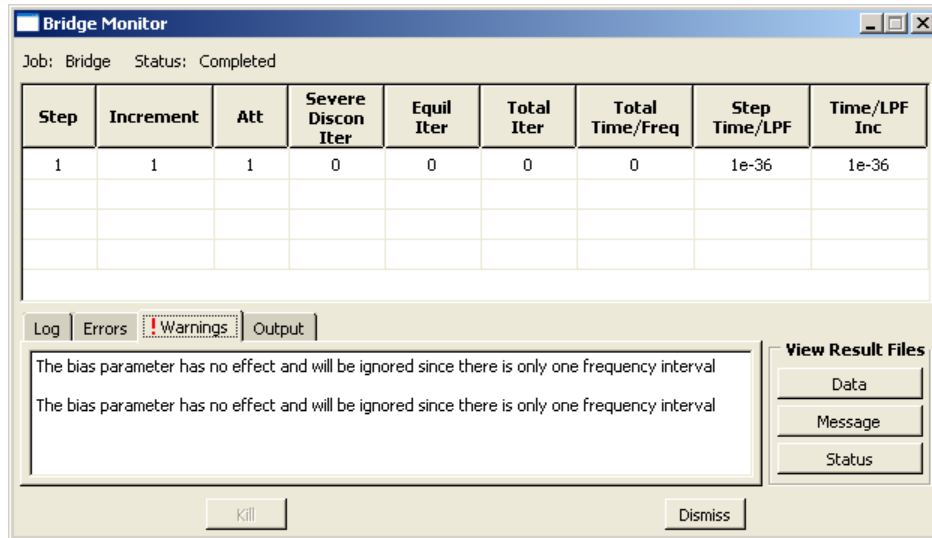 Bridge Monitor
Job: Bridge Status: Completed
Step Increment Att Severe Discon Iter Equil Iter Total Iter Total Time/Freq Step Time/LPF Time/LPF Inc
1 1 1 0 0 0 0 1e-36 1e-36
Log Errors !Warnings Output
The bias parameter has no effect and will be ignored since there is only one frequency interval
The bias parameter has no effect and will be ignored since there is only one frequency interval
View Result Files
Data
Message
Status
Kill Dismiss